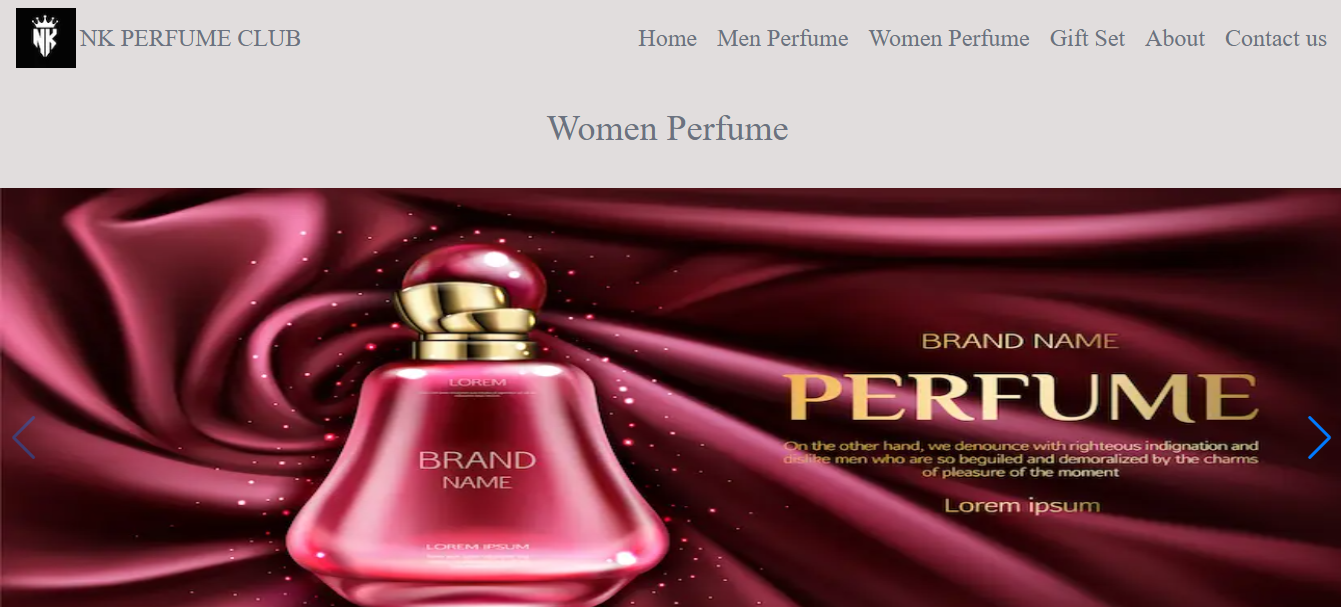 NK
NK PERFUME CLUB
Home Men Perfume Women Perfume Gift Set About Contact us
Women Perfume
BRAND NAME
PERFUME
On the other hand, we denounce with righteous indignation and
dislike men who are so beguiled and demoralized by the charms
of pleasure of the moment
Lorem ipsum
LOREM
BRAND
NAME
LOREM IPSUM